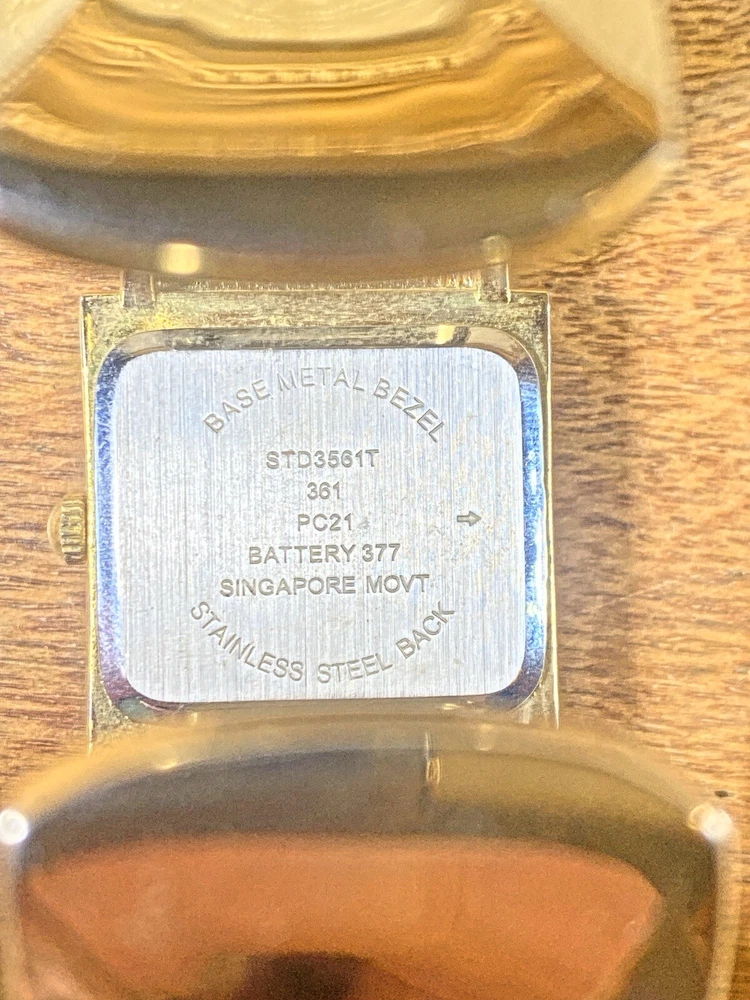 BASE METAL BEZEL
STD3561T
361
PC21
BATTERY 377
SINGAPORE MOVT
STAINLESS STEEL BACK